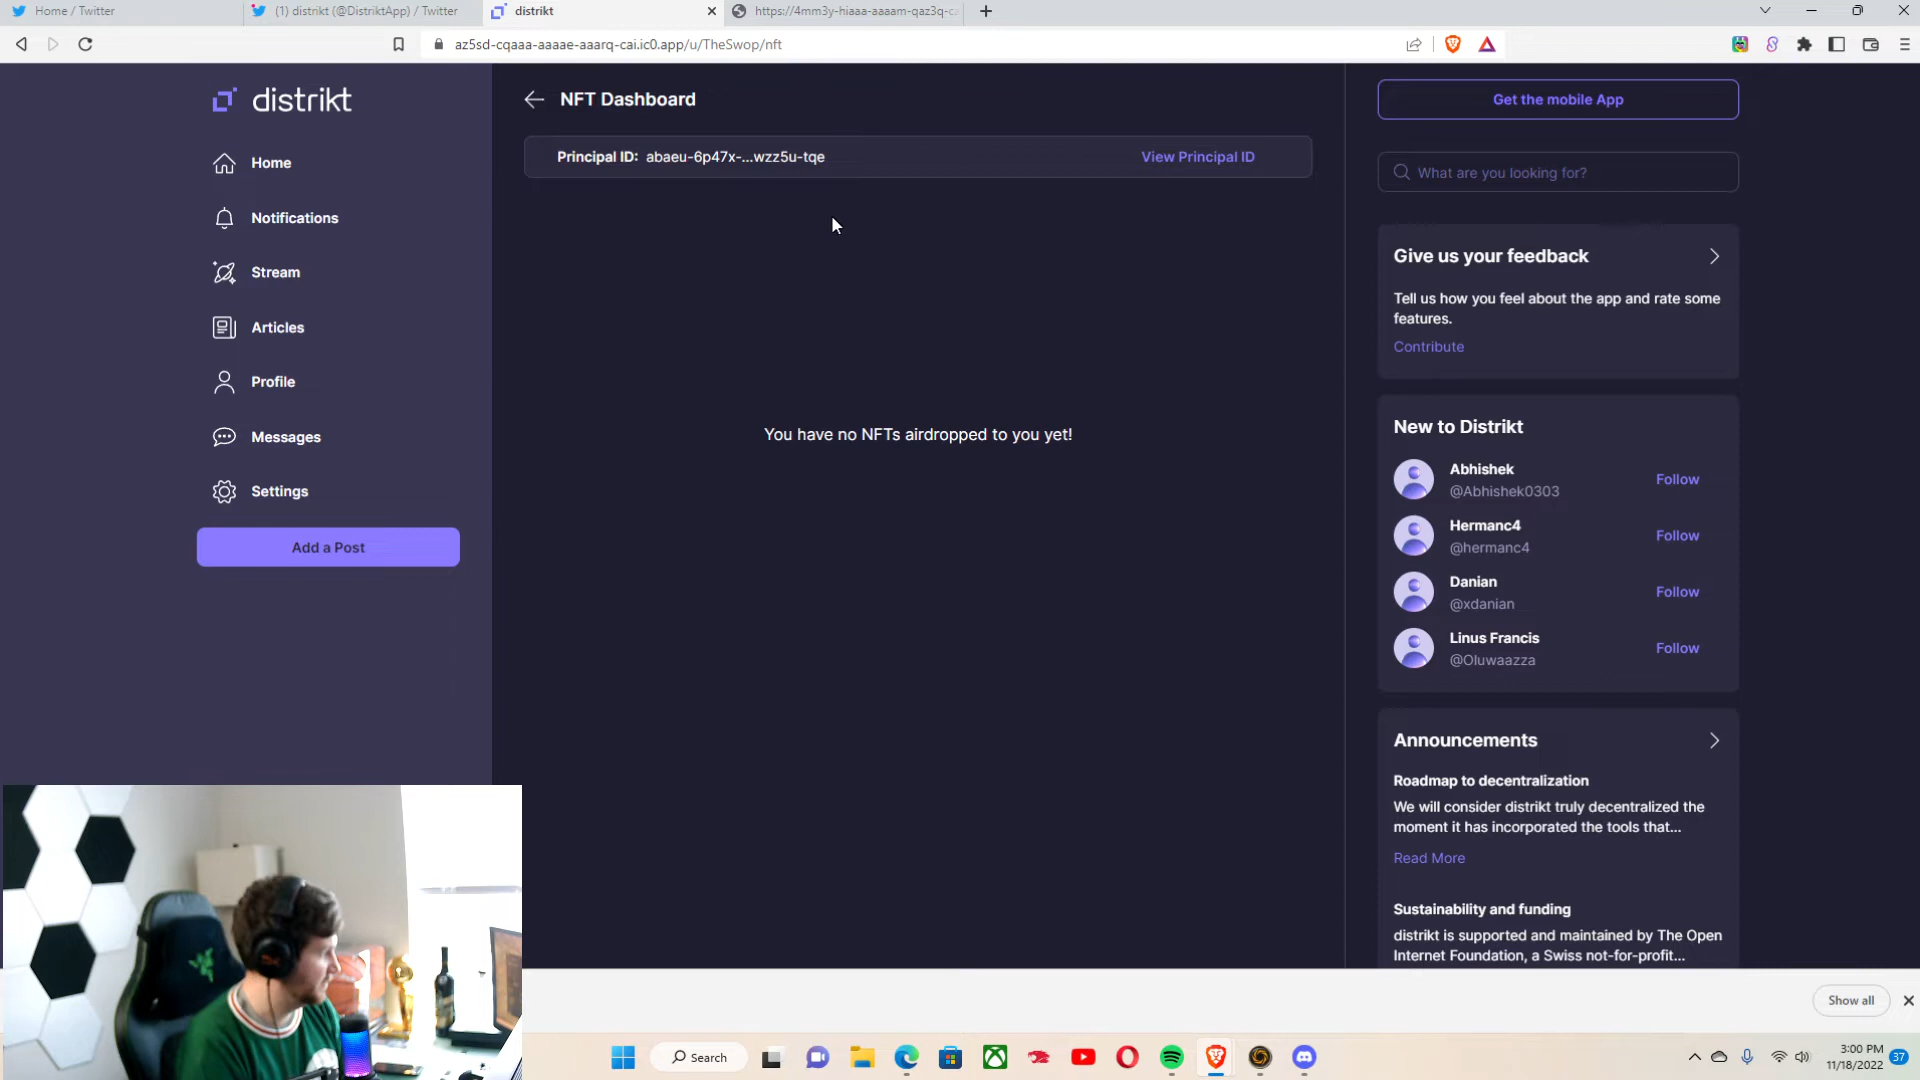 Home / Twitter
(1) distrikt (@DistriktApp) / Twitter
distrikt
https://4mm3y-hiaaa-aaaam-qaz3q-ca
az5sd-cqaaa-aaaae-aaarq-cai.ic0.app/u/TheSwop/nft
distrikt
Home
Notifications
Stream
Articles
Profile
Messages
Settings
Add a Post
NFT Dashboard
Principal ID: abaeu-6p47x-...wzz5u-tqe
View Principal ID
You have no NFTs airdropped to you yet!
Get the mobile App
What are you looking for?
Give us your feedback
Tell us how you feel about the app and rate some
features.
Contribute
New to Distrikt
Abhishek
@Abhishek0303
Follow
Hermanc4
@hermanc4
Follow
Danian
@xdanian
Follow
Linus Francis
@Oluwaazza
Follow
Announcements
Roadmap to decentralization
We will consider distrikt truly decentralized the
moment it has incorporated the tools that...
Read More
Sustainability and funding
distrikt is supported and maintained by The Open
Internet Foundation, a Swiss not-for-profit...
Show all
Search
3:00 PM
11/18/2022
37